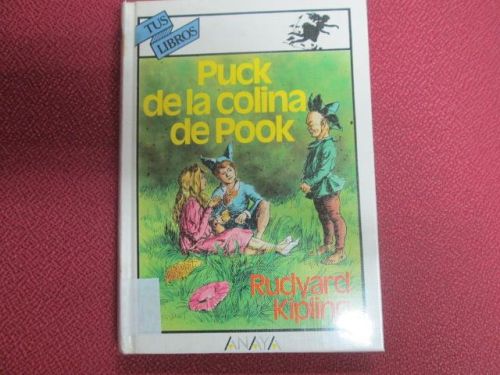 TUS
LIBROS
Puck
de la colina
de Pook
Rudyard
Kipling
ANAYA